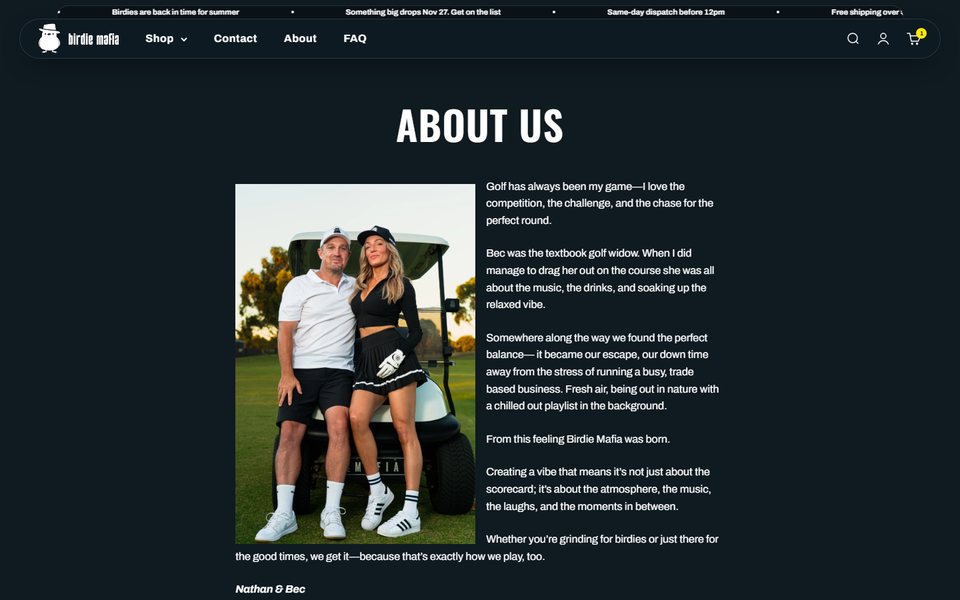 Birdies are back in time for summer • Something big drops Nov 27. Get on the list • Same-day dispatch before 12pm • Free shipping over
birdie mafia Shop Contact About FAQ 1
ABOUT US
Golf has always been my game—I love the
competition, the challenge, and the chase for the
perfect round.
Bec was the textbook golf widow. When I did
manage to drag her out on the course she was all
about the music, the drinks, and soaking up the
relaxed vibe.
Somewhere along the way we found the perfect
balance— it became our escape, our down time
away from the stress of running a busy, trade
based business. Fresh air, being out in nature with
a chilled out playlist in the background.
From this feeling Birdie Mafia was born.
Creating a vibe that means it's not just about the
scorecard; it's about the atmosphere, the music,
the laughs, and the moments in between.
MAFIA
Whether you're grinding for birdies or just there for
the good times, we get it—because that's exactly how we play, too.
Nathan & Bec